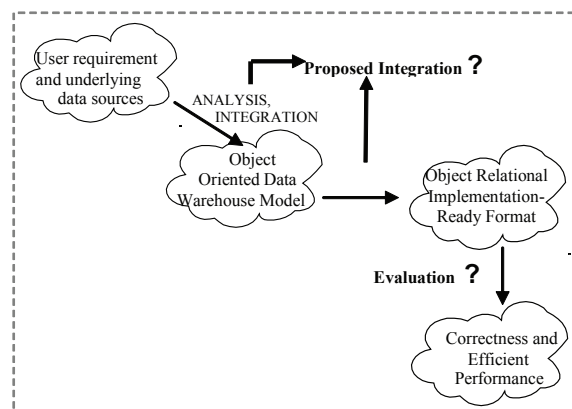 User requirement
and underlying
data sources
Proposed Integration ?
ANALYSIS,
INTEGRATION
Object
Oriented Data
Warehouse Model
Object Relational
Implementation-
Ready Format
Evaluation ?
Correctness and
Efficient
Performance